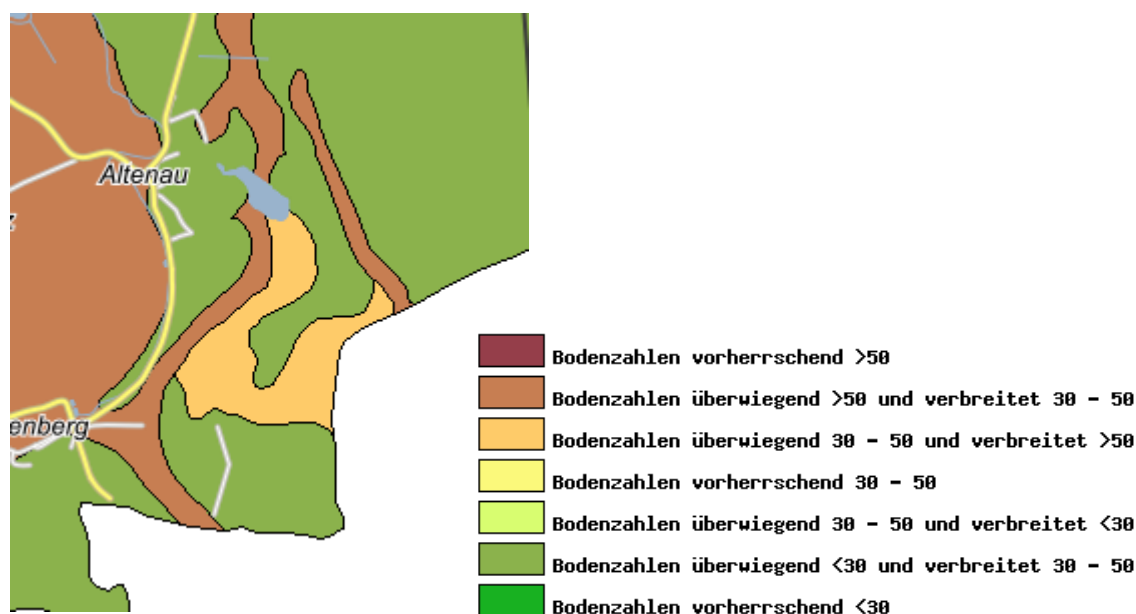 Altenau
z
enberg
Bodenzahlen vorherrschend >50
Bodenzahlen überwiegend >50 und verbreitet 30 - 50
Bodenzahlen überwiegend 30 - 50 und verbreitet >50
Bodenzahlen vorherrschend 30 - 50
Bodenzahlen überwiegend 30 - 50 und verbreitet <30
Bodenzahlen überwiegend <30 und verbreitet 30 - 50
Bodenzahlen vorherrschend <30